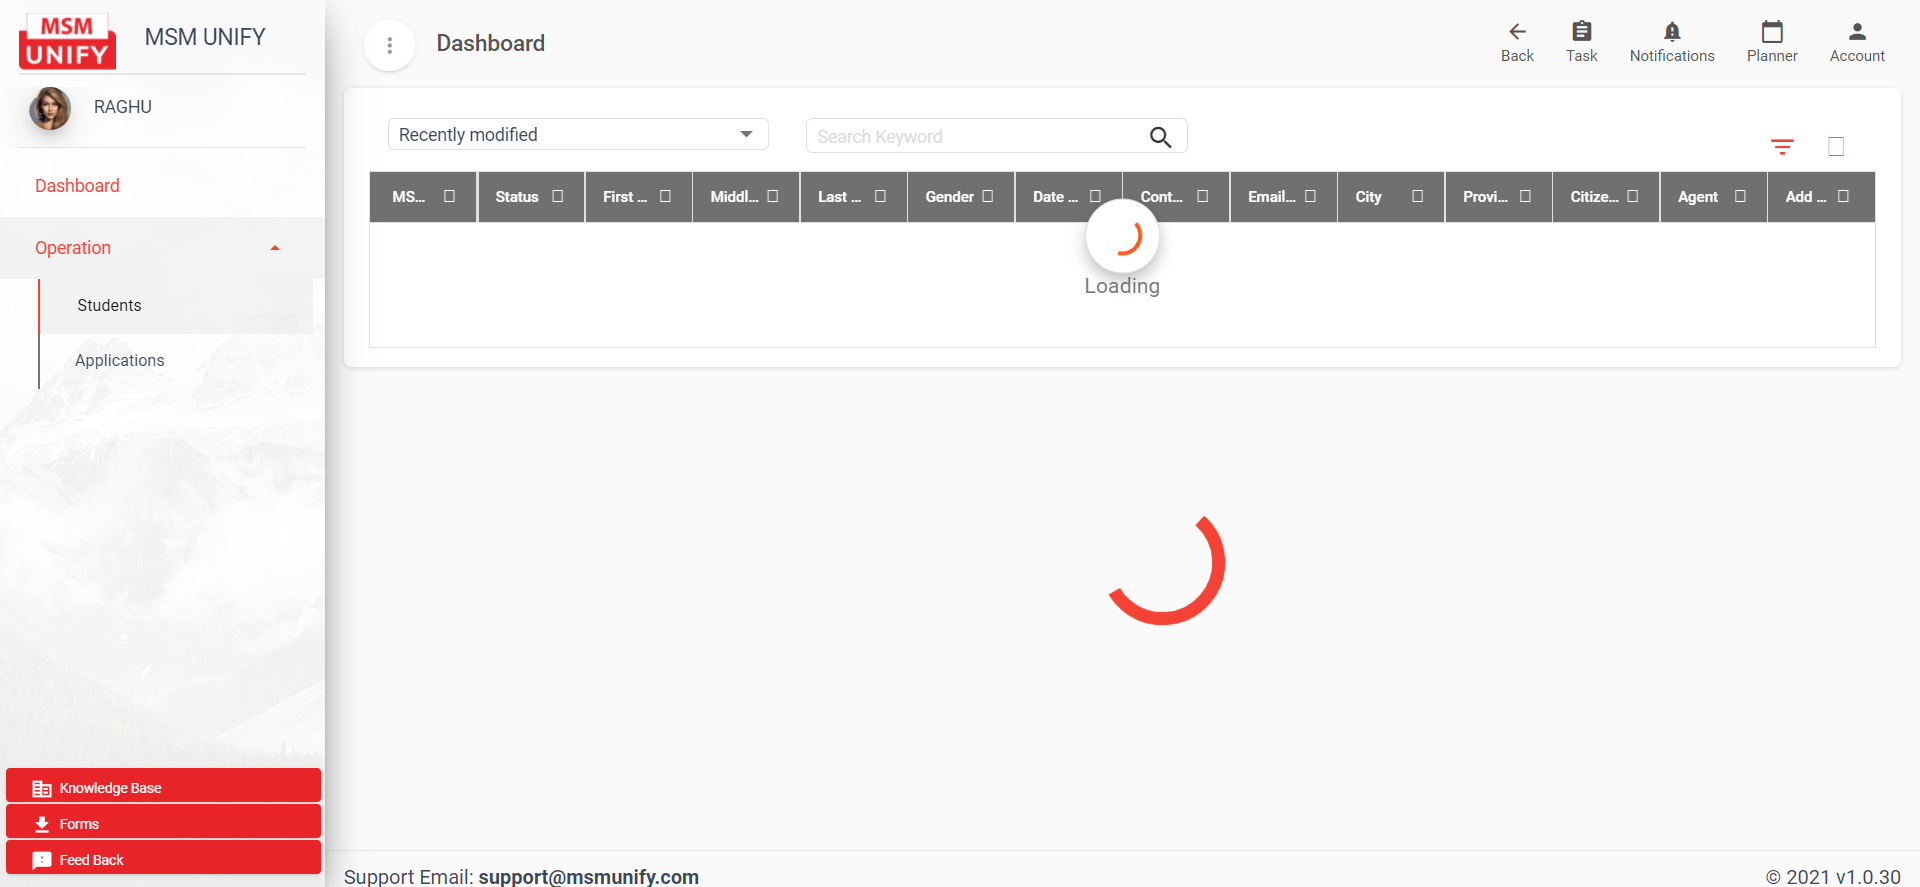 MSM
UNIFY
MSM UNIFY
RAGHU
Dashboard
Operation
Students
Applications
Knowledge Base
Forms
Feed Back
Dashboard
Back
Task
Notifications
Planner
Account
Recently modified
Search Keyword
MS... Status First ... Middl... Last ... Gender Date ... Cont... Email... City Provi... Citize... Agent Add ...
Loading
Support Email: support@msmunify.com
© 2021 v1.0.30